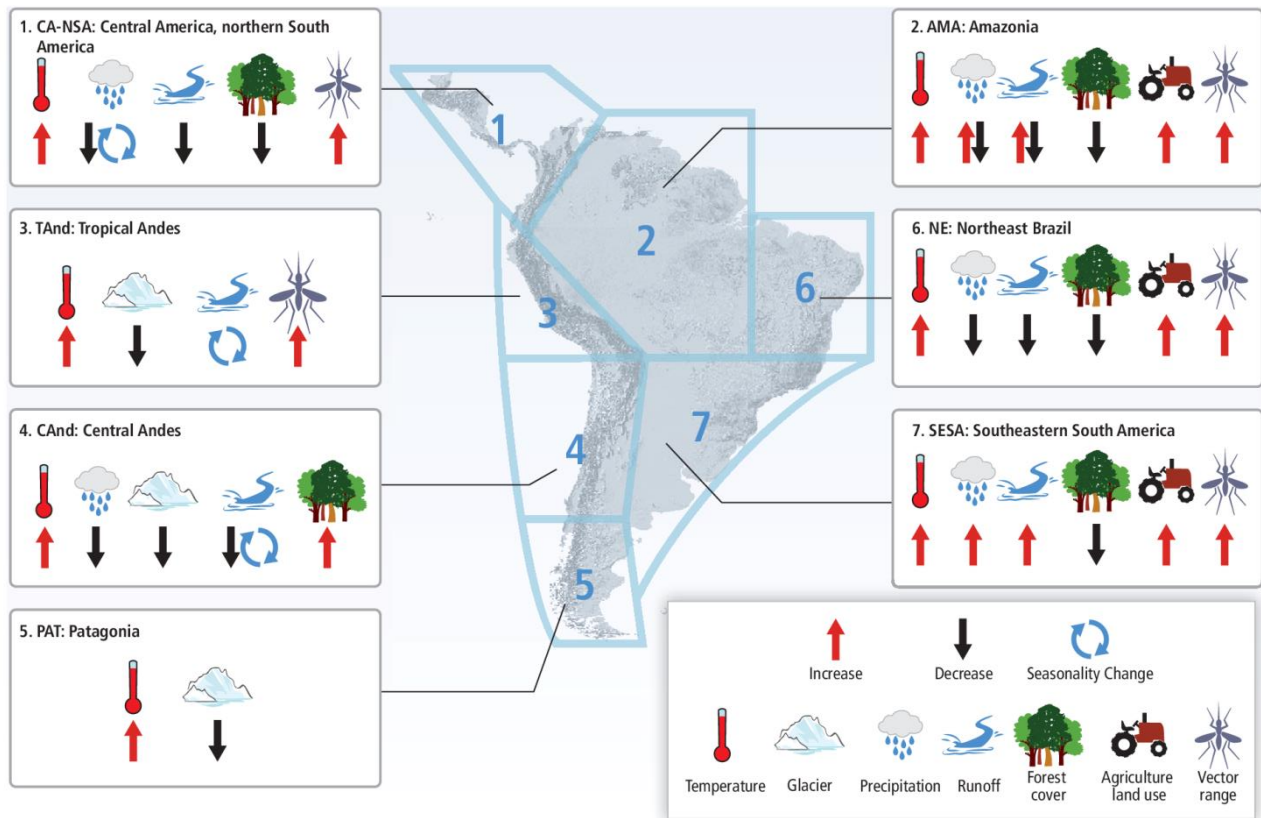 1. CA-NSA: Central America, northern South
America
2. AMA: Amazonia
3. TAnd: Tropical Andes
6. NE: Northeast Brazil
4. CAnd: Central Andes
7. SESA: Southeastern South America
5. PAT: Patagonia
1
2
3
6
4
7
5
Increase
Decrease
Seasonality Change
Temperature
Glacier
Precipitation
Runoff
Forest
cover
Agriculture
land use
Vector
range